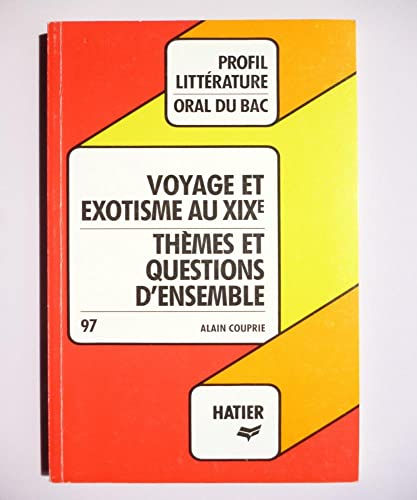 PROFIL
LITTÉRATURE
ORAL DU BAC
VOYAGE ET
EXOTISME AU XIXE
THÈMES ET
QUESTIONS
D'ENSEMBLE
97
ALAIN COUPRIE
HATIER